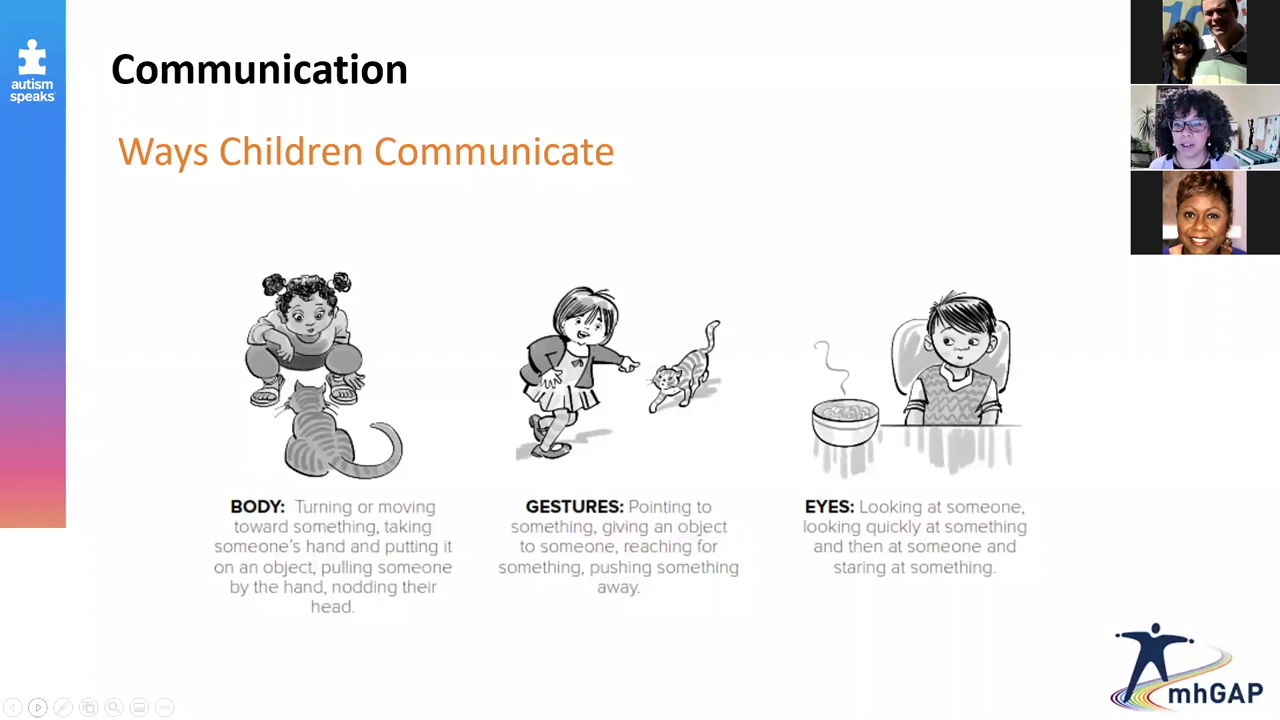 autism
speaks
Communication
Ways Children Communicate
BODY: Turning or moving
toward something, taking
someone's hand and putting it
on an object, pulling someone
by the hand, nodding their
head.
GESTURES: Pointing to
something, giving an object
to someone, reaching for
something, pushing something
away.
EYES: Looking at someone,
looking quickly at something
and then at someone and
staring at something.
mhGAP